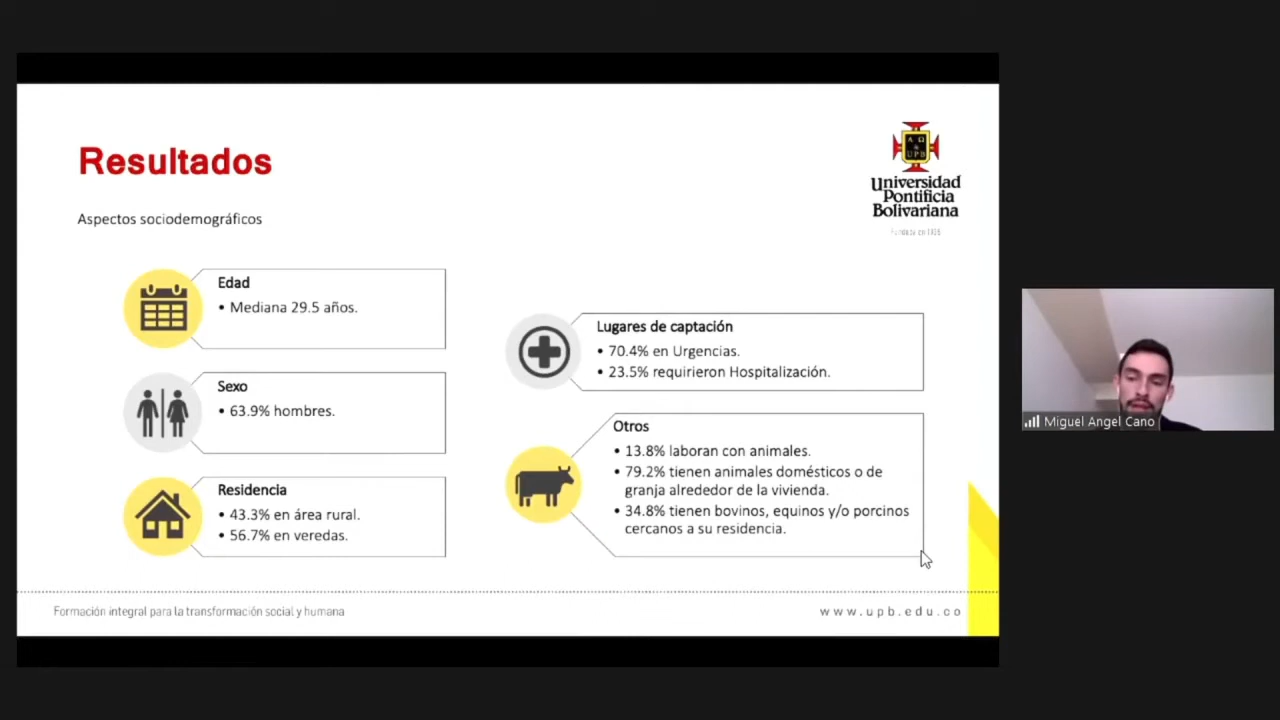 Resultados
Aspectos sociodemográficos
Edad
• Mediana 29.5 años.
Sexo
• 63.9% hombres.
Residencia
• 43.3% en área rural.
• 56.7% en veredas.
Lugares de captación
• 70.4% en Urgencias.
• 23.5% requirieron Hospitalización.
Otros
• 13.8% laboran con animales.
• 79.2% tienen animales domésticos o de
granja alrededor de la vivienda.
• 34.8% tienen bovinos, equinos y/o porcinos
cercanos a su residencia.
A Ω
&
UPB
Universidad
Pontificia
Bolivariana
Fundada en 1936
Formación integral para la transformación social y humana
www.upb.edu.co
Miguel Angel Cano